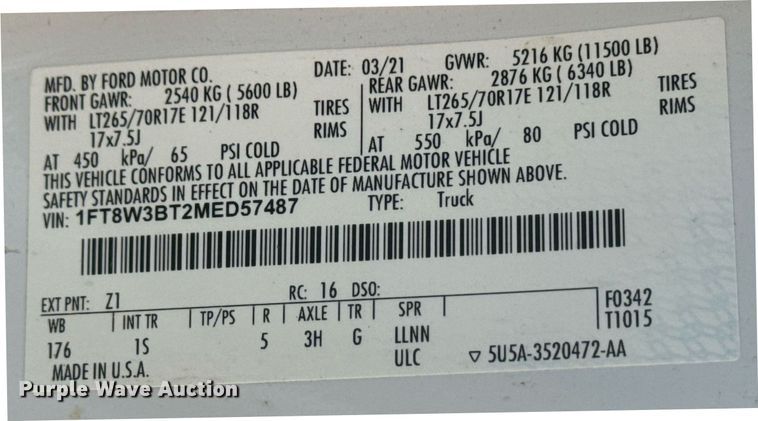 MFD. BY FORD MOTOR CO. DATE: 03/21 GVWR: 5216 KG (11500 LB)
FRONT GAWR: 2540 KG ( 5600 LB) REAR GAWR: 2876 KG ( 6340 LB)
WITH LT265/70R17E 121/118R TIRES LT265/70R17E 121/118R TIRES
17x7.5J RIMS 17x7.5J RIMS
AT 450 kPa/ 65 PSI COLD AT 550 kPa/ 80 PSI COLD
THIS VEHICLE CONFORMS TO ALL APPLICABLE FEDERAL MOTOR VEHICLE
SAFETY STANDARDS IN EFFECT ON THE DATE OF MANUFACTURE SHOWN ABOVE.
VIN: 1FT8W3BT2MED57487 TYPE: Truck
EXT PNT: Z1 RC: 16 DSO:
WB INT TR TP/PS R AXLE TR SPR F0342
176 1S 5 3H G LLNN T1015
ULC
MADE IN U.S.A. ▽ 5U5A-3520472-AA
Purple Wave Auction